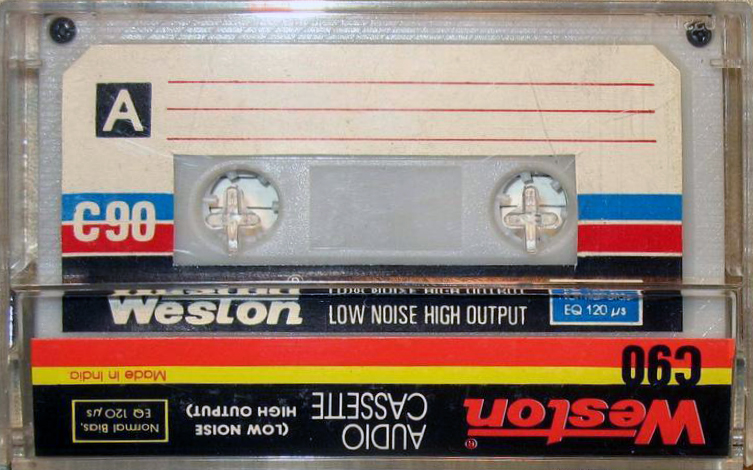 A
C90
Weston
LOW NOISE HIGH OUTPUT
EQ 120 µs
C90
Made in India
Weston®
AUDIO
CASSETTE
(LOW NOISE
HIGH OUTPUT)
Normal Bias,
EQ 120 µs